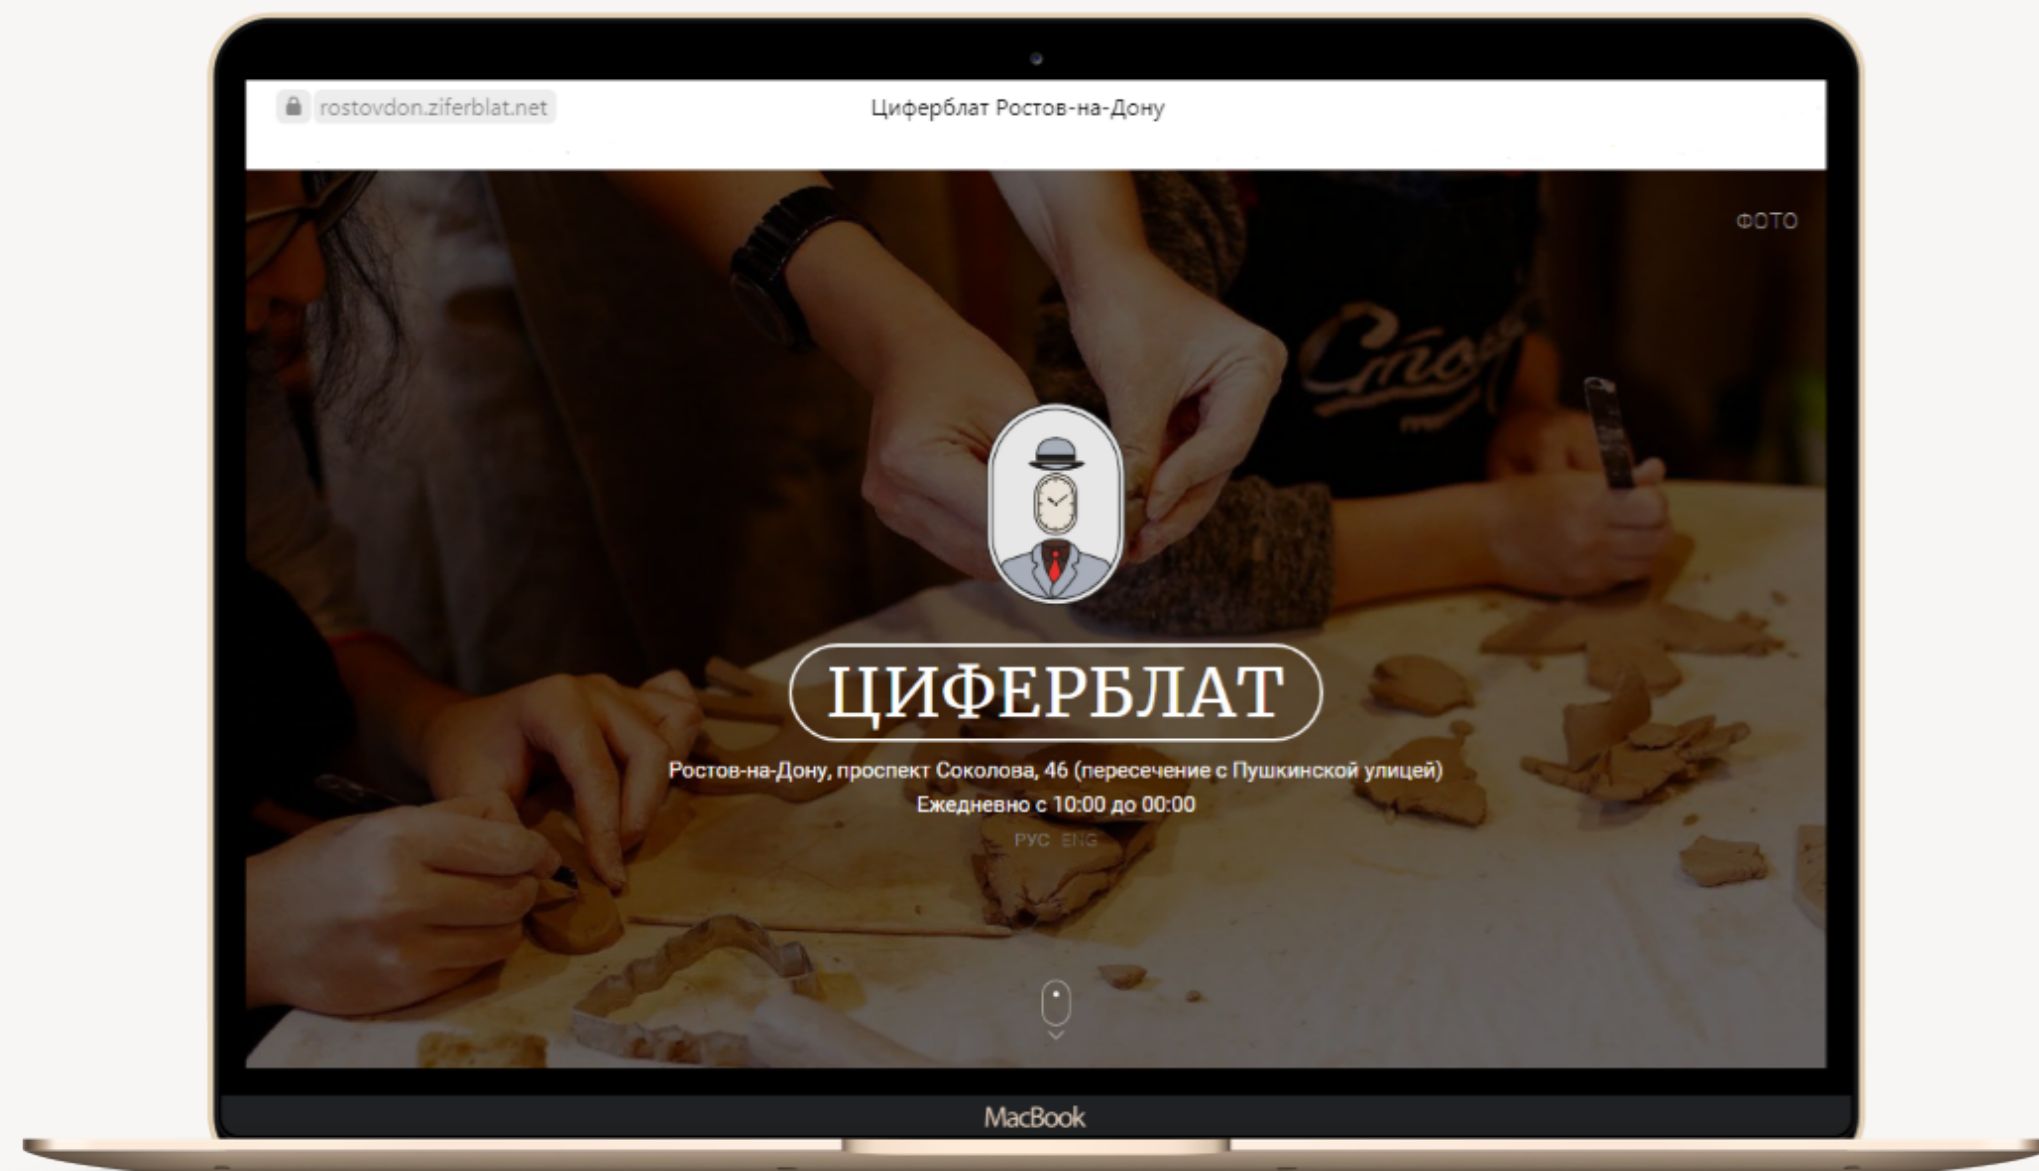 rostovdon.ziferblat.net
Циферблат Ростов-на-Дону
ФОТО
ЦИФЕРБЛАТ
Ростов-на-Дону, проспект Соколова, 46 (пересечение с Пушкинской улицей)
Ежедневно с 10:00 до 00:00
РУС ENG
MacBook